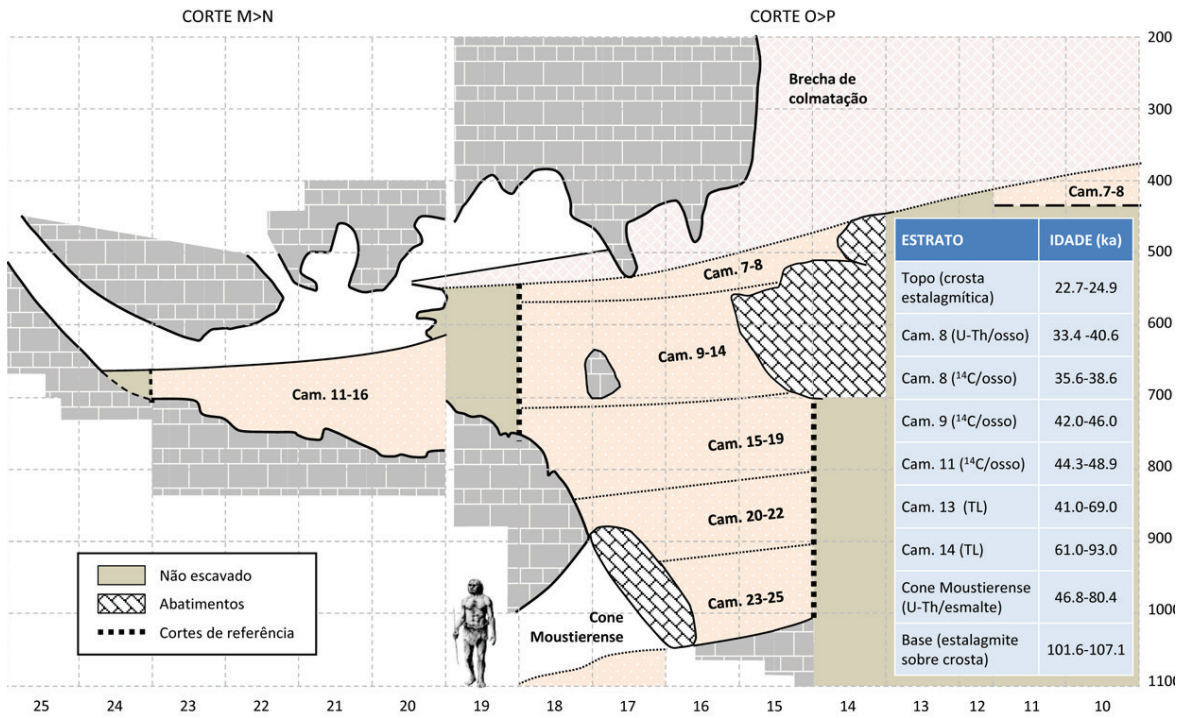 CORTE M>N
CORTE O>P
200
Brecha de
colmatação
300
400
Cam.7-8
500
Cam. 7-8
600
Cam. 9-14
Cam. 11-16
700
Cam. 15-19
800
Cam. 20-22
900
Cam. 23-25
1000
Cone
Moustierense
1100
ESTRATO IDADE (ka)
Topo (crosta
estalagmítica) 22.7-24.9
Cam. 8 (U-Th/osso) 33.4 -40.6
Cam. 8 (¹⁴C/osso) 35.6-38.6
Cam. 9 (¹⁴C/osso) 42.0-46.0
Cam. 11 (¹⁴C/osso) 44.3-48.9
Cam. 13 (TL) 41.0-69.0
Cam. 14 (TL) 61.0-93.0
Cone Moustierense
(U-Th/esmalte) 46.8-80.4
Base (estalagmite
sobre crosta) 101.6-107.1
Não escavado
Abatimentos
Cortes de referência
25 24 23 22 21 20 19 18 17 16 15 14 13 12 11 10